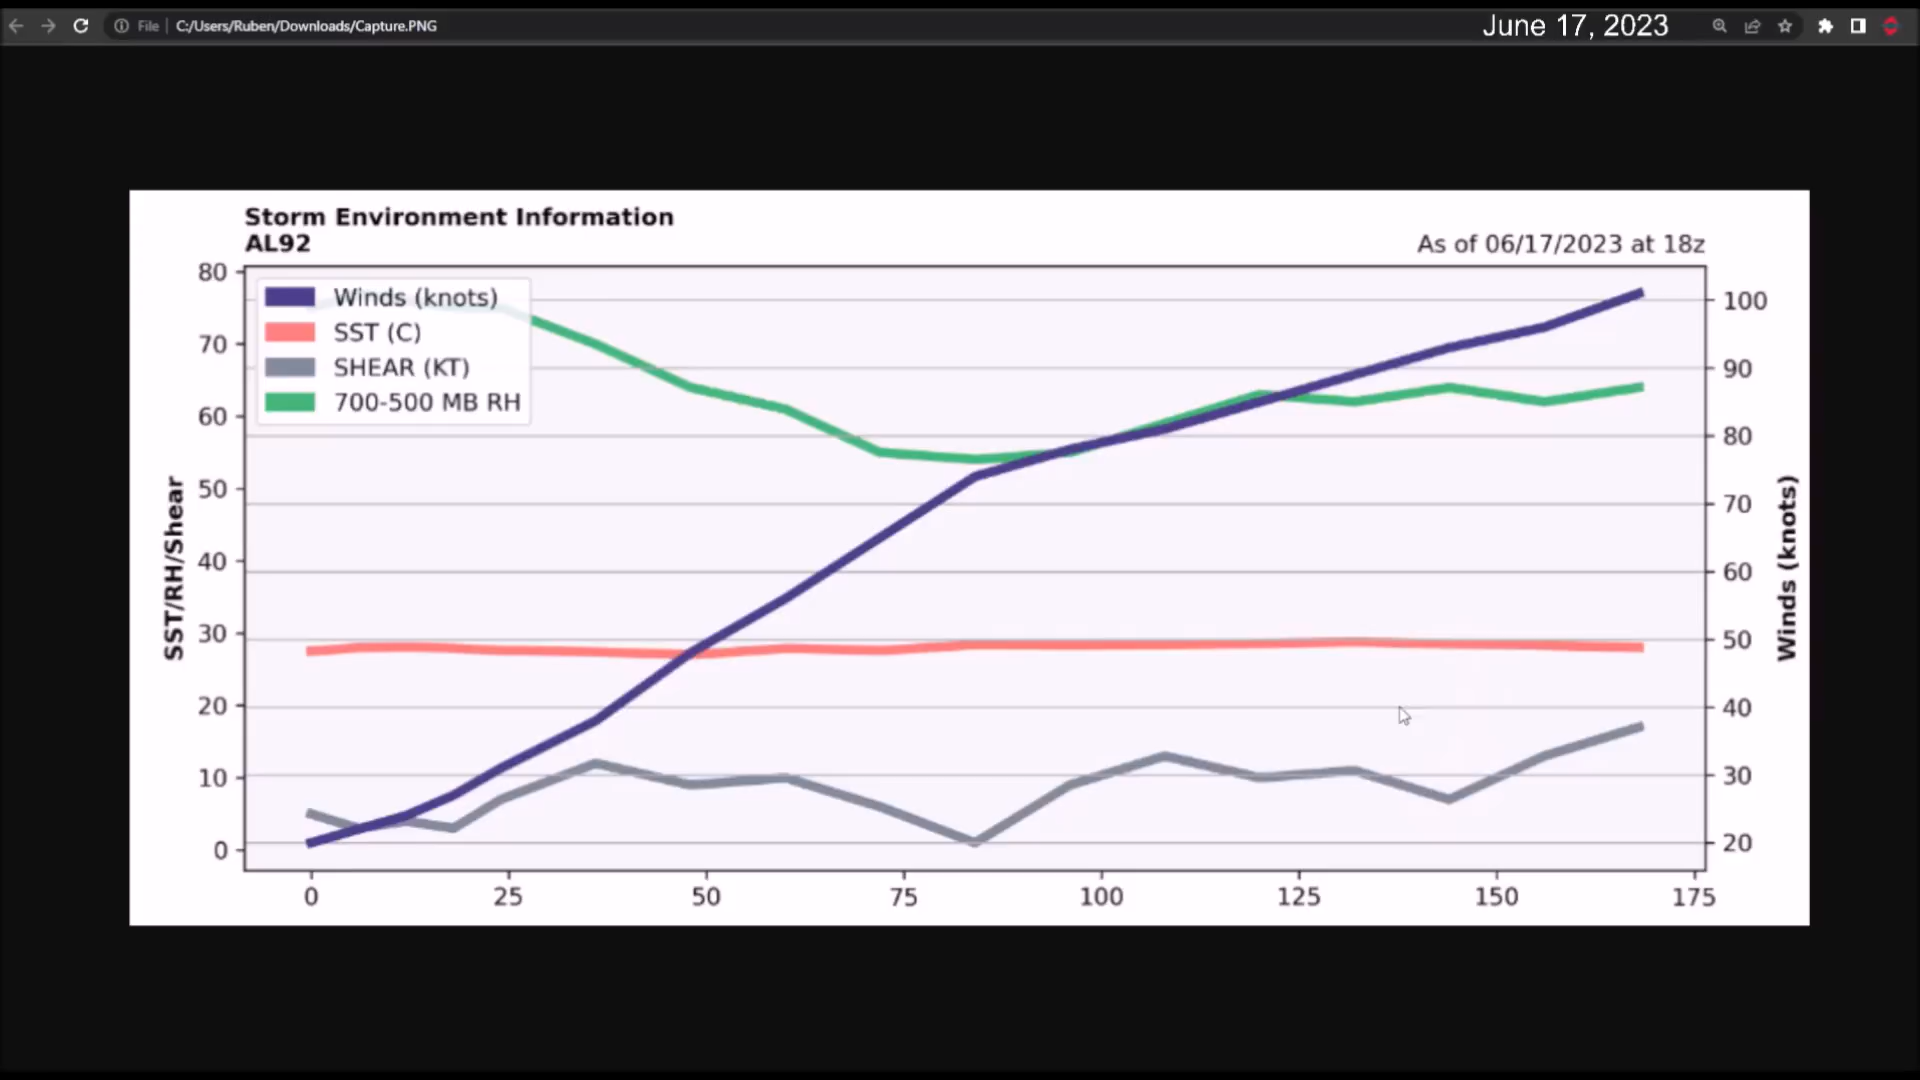 File C:/Users/Ruben/Downloads/Capture.PNG
June 17, 2023
Storm Environment Information
AL92
As of 06/17/2023 at 18z
Winds (knots)
SST (C)
SHEAR (KT)
700-500 MB RH
SST/RH/Shear
80
70
60
50
40
30
20
10
0
100
90
80
70
60
50
40
30
20
Winds (knots)
0 25 50 75 100 125 150 175